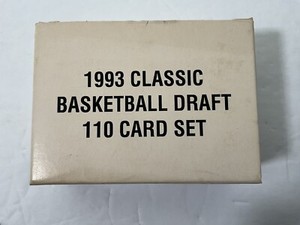 1993 CLASSIC
BASKETBALL DRAFT
110 CARD SET